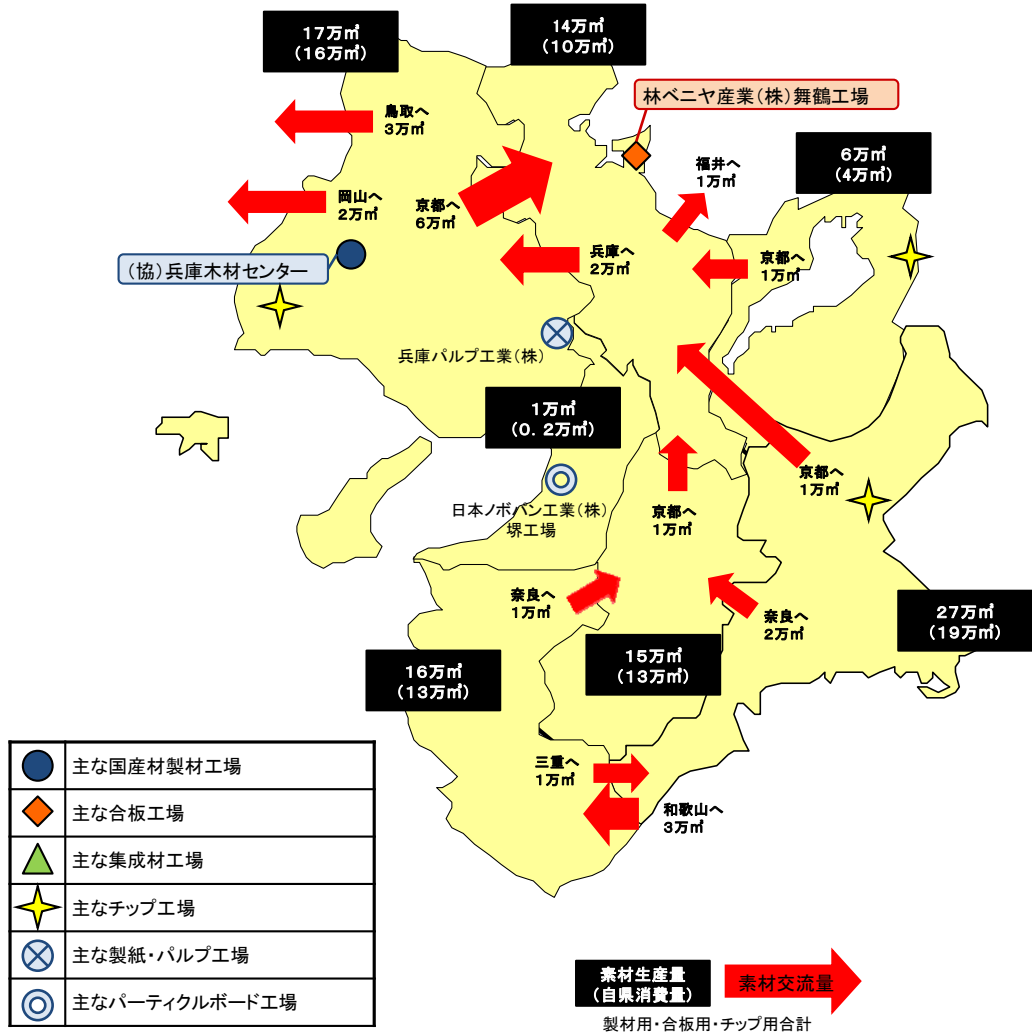 17万㎥
(16万㎥)
14万㎥
(10万㎥)
林ベニヤ産業(株)舞鶴工場
鳥取へ
3万㎥
福井へ
1万㎥
6万㎥
(4万㎥)
岡山へ
2万㎥
京都へ
6万㎥
(協)兵庫木材センター
兵庫へ
2万㎥
京都へ
1万㎥
兵庫パルプ工業(株)
1万㎥
(0.2万㎥)
京都へ
1万㎥
日本ノボパン工業(株)
堺工場
京都へ
1万㎥
奈良へ
1万㎥
奈良へ
2万㎥
27万㎥
(19万㎥)
16万㎥
(13万㎥)
15万㎥
(13万㎥)
三重へ
1万㎥
和歌山へ
3万㎥
主な国産材製材工場
主な合板工場
主な集成材工場
主なチップ工場
主な製紙・パルプ工場
主なパーティクルボード工場
素材生産量
(自県消費量)
素材交流量
製材用・合板用・チップ用合計